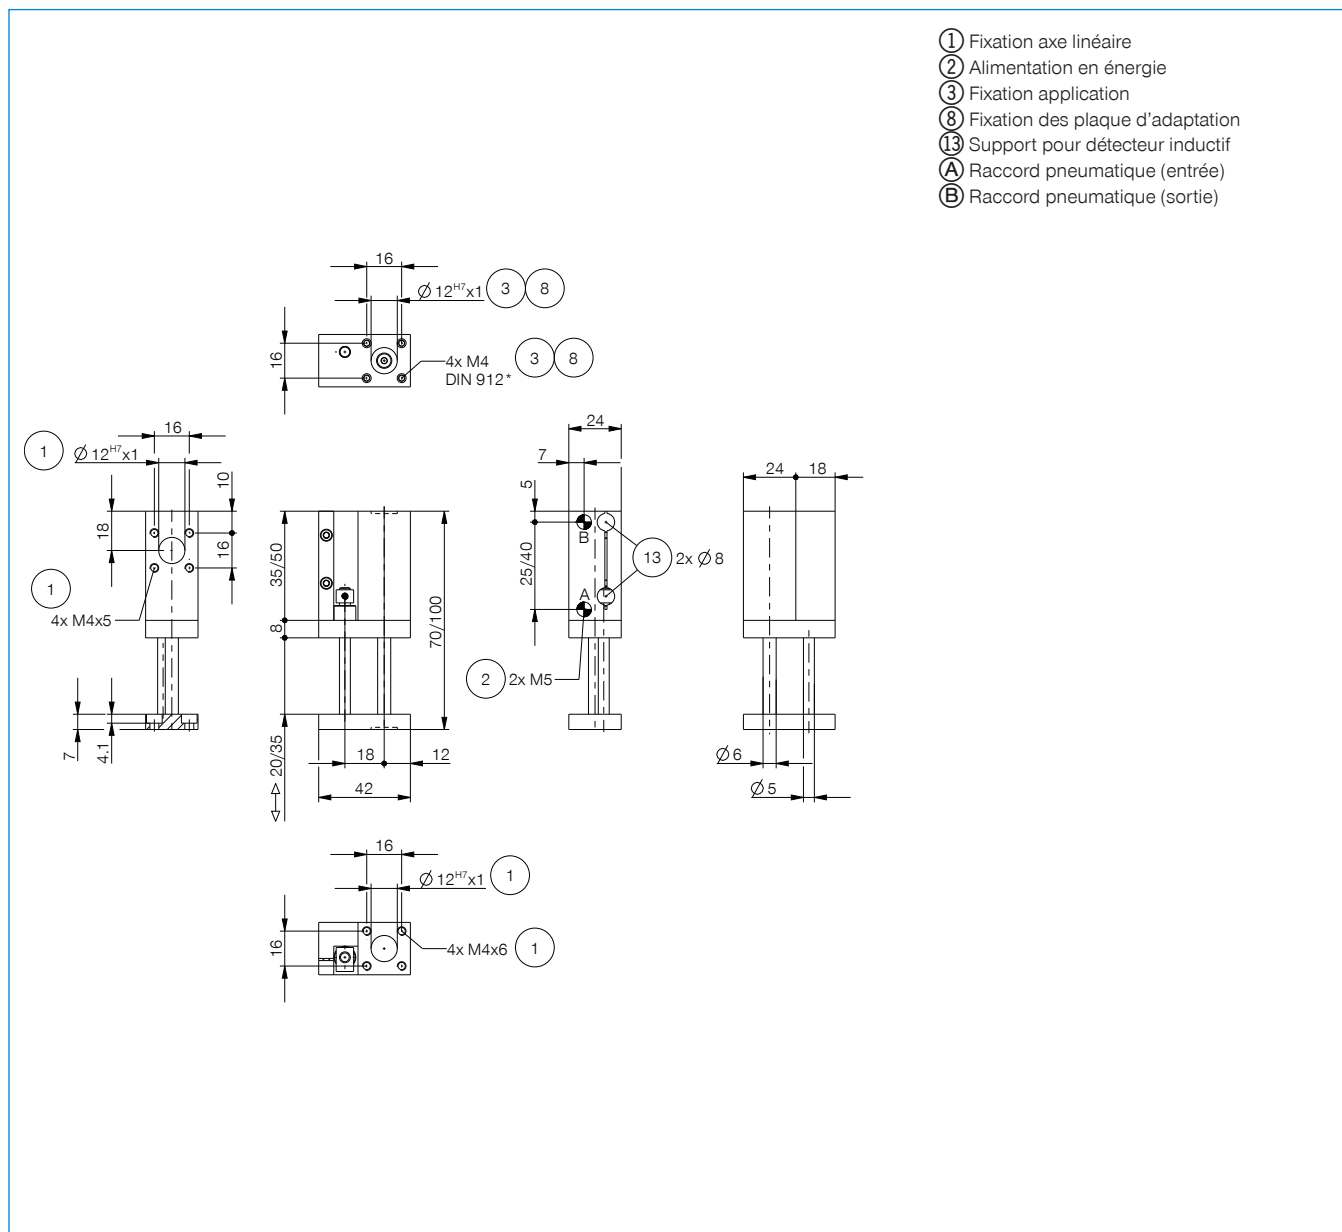 1 Fixation axe linéaire
2 Alimentation en énergie
3 Fixation application
8 Fixation des plaque d'adaptation
13 Support pour détecteur inductif
A Raccord pneumatique (entrée)
B Raccord pneumatique (sortie)
16
Ø 12H7x1 3 8
16
4x M4 3 8
DIN 912*
16
1 Ø 12H7x1
10
18
16
1
4x M4x5
7
4.1
35/50
8
70/100
20/35
18
12
42
24
7
5
B
25/40
13 2x Ø 8
A
2 2x M5
24
18
Ø 6
Ø 5
16
Ø 12H7x1 1
16
4x M4x6 1